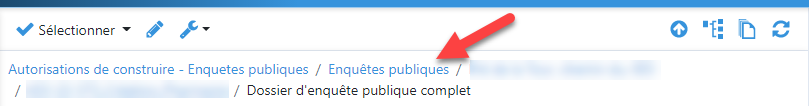 Sélectionner
Autorisations de construire - Enquetes publiques / Enquêtes publiques /
/ / Dossier d'enquête publique complet